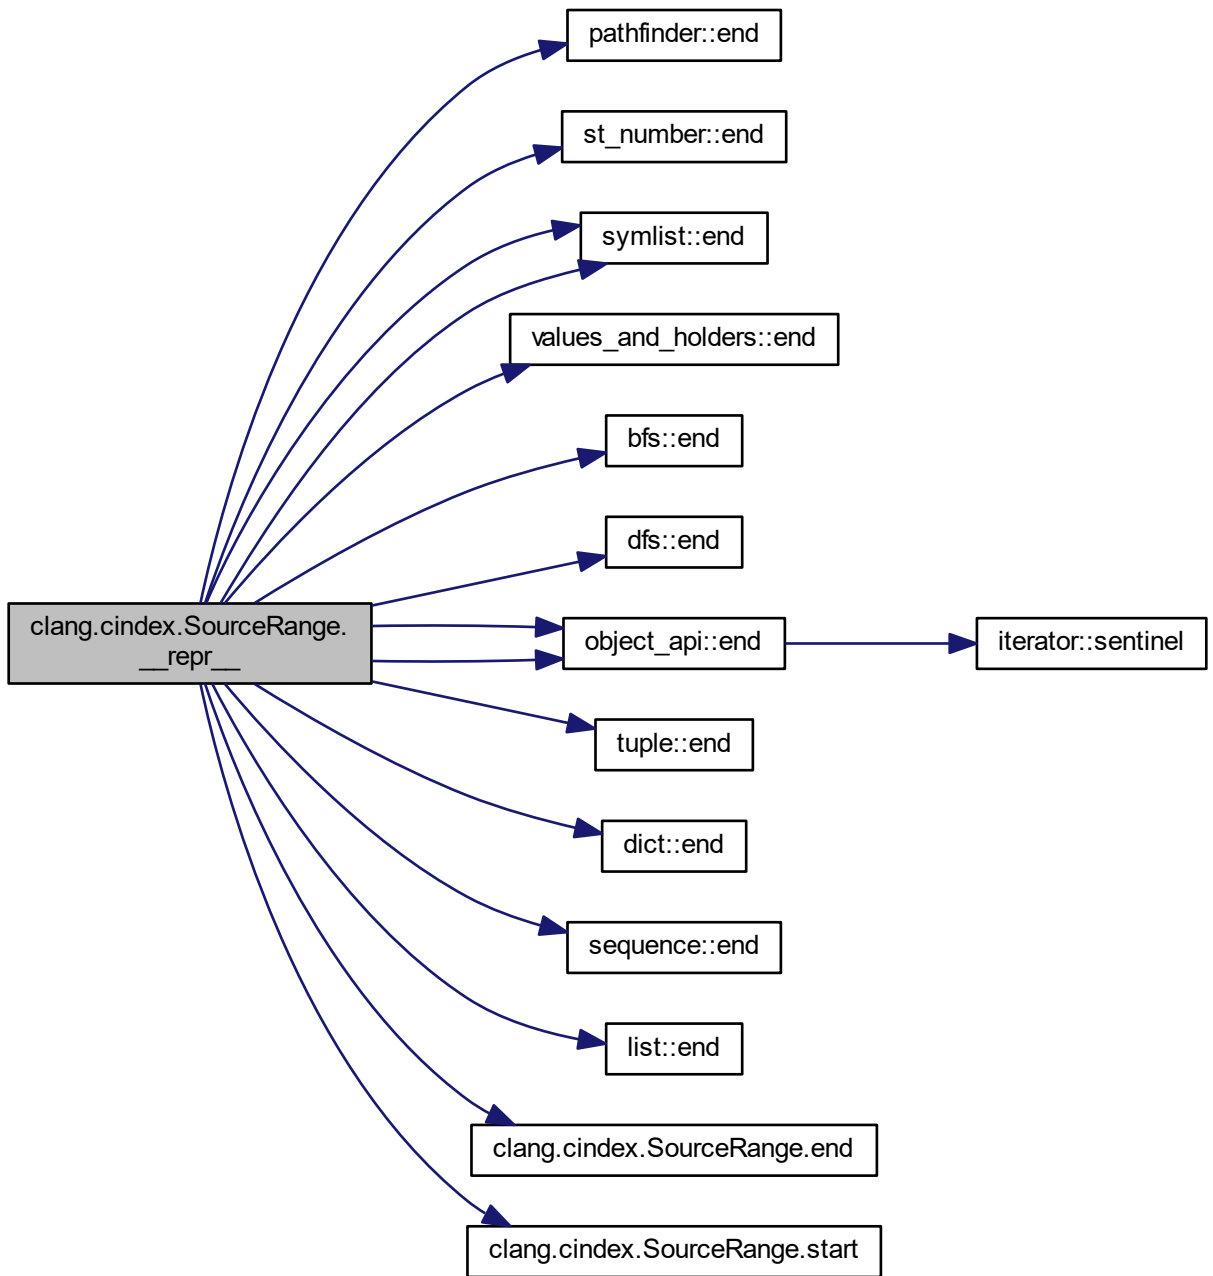 pathfinder::end
st_number::end
symlist::end
values_and_holders::end
bfs::end
dfs::end
clang.cindex.SourceRange.
__repr__
object_api::end
iterator::sentinel
tuple::end
dict::end
sequence::end
list::end
clang.cindex.SourceRange.end
clang.cindex.SourceRange.start